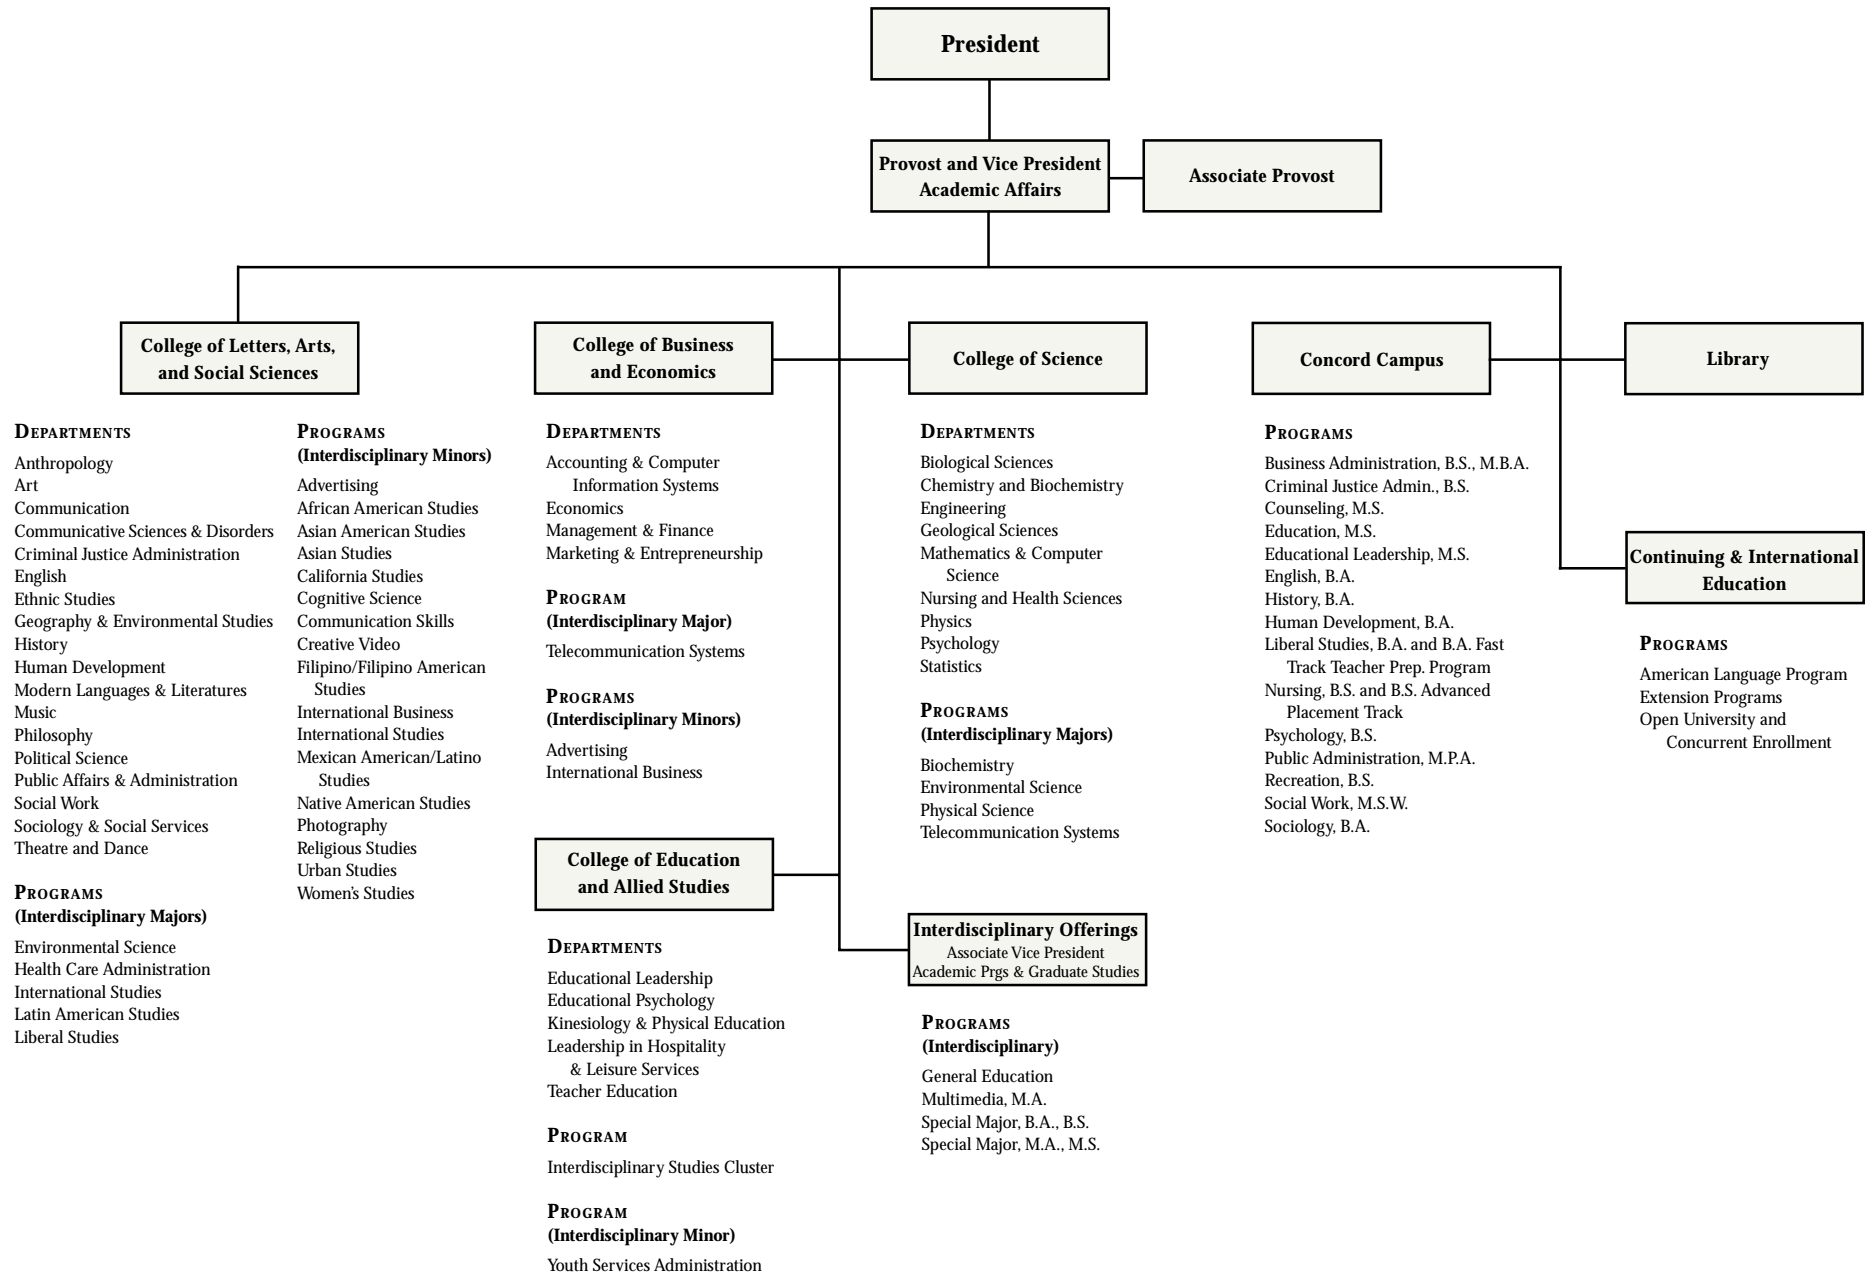 President
Provost and Vice President
Academic Affairs
Associate Provost
College of Letters, Arts,
and Social Sciences
DEPARTMENTS
Anthropology
Art
Communication
Communicative Sciences & Disorders
Criminal Justice Administration
English
Ethnic Studies
Geography & Environmental Studies
History
Human Development
Modern Languages & Literatures
Music
Philosophy
Political Science
Public Affairs & Administration
Social Work
Sociology & Social Services
Theatre and Dance
PROGRAMS
(Interdisciplinary Majors)
Environmental Science
Health Care Administration
International Studies
Latin American Studies
Liberal Studies
PROGRAMS
(Interdisciplinary Minors)
Advertising
African American Studies
Asian American Studies
Asian Studies
California Studies
Cognitive Science
Communication Skills
Creative Video
Filipino/Filipino American
Studies
International Business
International Studies
Mexican American/Latino
Studies
Native American Studies
Photography
Religious Studies
Urban Studies
Women's Studies
College of Business
and Economics
DEPARTMENTS
Accounting & Computer
Information Systems
Economics
Management & Finance
Marketing & Entrepreneurship
PROGRAM
(Interdisciplinary Major)
Telecommunication Systems
PROGRAMS
(Interdisciplinary Minors)
Advertising
International Business
College of Education
and Allied Studies
DEPARTMENTS
Educational Leadership
Educational Psychology
Kinesiology & Physical Education
Leadership in Hospitality
& Leisure Services
Teacher Education
PROGRAM
Interdisciplinary Studies Cluster
PROGRAM
(Interdisciplinary Minor)
Youth Services Administration
College of Science
DEPARTMENTS
Biological Sciences
Chemistry and Biochemistry
Engineering
Geological Sciences
Mathematics & Computer
Science
Nursing and Health Sciences
Physics
Psychology
Statistics
PROGRAMS
(Interdisciplinary Majors)
Biochemistry
Environmental Science
Physical Science
Telecommunication Systems
Interdisciplinary Offerings
Associate Vice President
Academic Prgs & Graduate Studies
PROGRAMS
(Interdisciplinary)
General Education
Multimedia, M.A.
Special Major, B.A., B.S.
Special Major, M.A., M.S.
Concord Campus
PROGRAMS
Business Administration, B.S., M.B.A.
Criminal Justice Admin., B.S.
Counseling, M.S.
Education, M.S.
Educational Leadership, M.S.
English, B.A.
History, B.A.
Human Development, B.A.
Liberal Studies, B.A. and B.A. Fast
Track Teacher Prep. Program
Nursing, B.S. and B.S. Advanced
Placement Track
Psychology, B.S.
Public Administration, M.P.A.
Recreation, B.S.
Social Work, M.S.W.
Sociology, B.A.
Library
Continuing & International
Education
PROGRAMS
American Language Program
Extension Programs
Open University and
Concurrent Enrollment